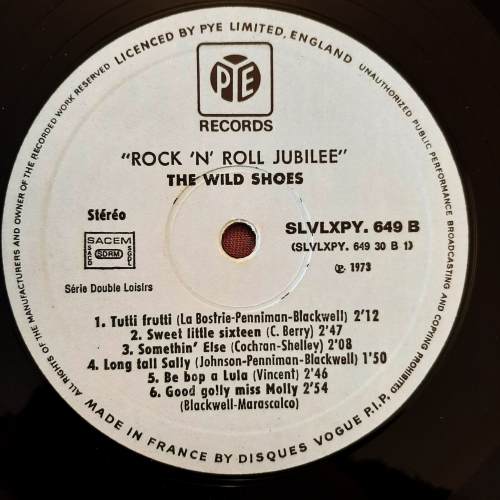 LICENCED BY PYE LIMITED, ENGLAND
UNAUTHORIZED PUBLIC PERFORMANCE BROADCASTING AND COPYING PROHIBITED
ALL RIGHTS OF THE MANUFACTURERS AND OWNER OF THE RECORDED WORK RESERVED
PYE
RECORDS
"ROCK 'N' ROLL JUBILEE"
THE WILD SHOES
Stéréo
SLVLXPY. 649 B
(SLVLXPY. 649 30 B 1)
SACEM
SACD SDRM SGDL
℗ 1973
Série Double Loisirs
1. Tutti frutti (La Bostrie-Penniman-Blackwell) 2'12
2. Sweet little sixteen (C. Berry) 2'47
3. Somethin' Else (Cochran-Shelley) 2'08
4. Long tall Sally (Johnson-Penniman-Blackwell) 1'50
5. Be bop a Lula (Vincent) 2'46
6. Good golly miss Molly 2'54
(Blackwell-Marascalco)
MADE IN FRANCE BY DISQUES VOGUE P.I.P.